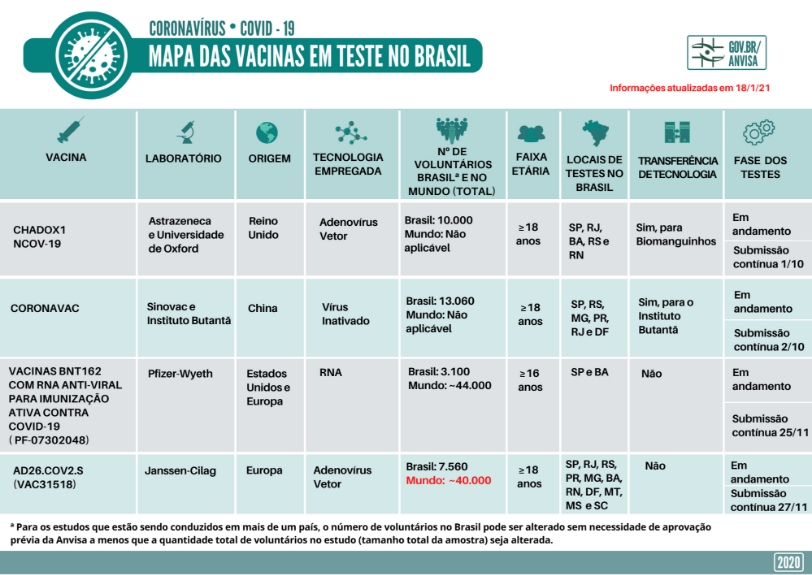 CORONAVÍRUS • COVID - 19
MAPA DAS VACINAS EM TESTE NO BRASIL
GOV.BR/
ANVISA
Informações atualizadas em 18/1/21
VACINA
LABORATÓRIO
ORIGEM
TECNOLOGIA
EMPREGADA
Nº DE
VOLUNTÁRIOS
BRASILª E NO
MUNDO (TOTAL)
FAIXA
ETÁRIA
LOCAIS DE
TESTES NO
BRASIL
TRANSFERÊNCIA
DE TECNOLOGIA
FASE DOS
TESTES
CHADOX1
NCOV-19
Astrazeneca
e Universidade
de Oxford
Reino
Unido
Adenovírus
Vetor
Brasil: 10.000
Mundo: Não
aplicável
≥ 18
anos
SP, RJ,
BA, RS e
RN
Sim, para
Biomanguinhos
Em
andamento
Submissão
contínua 1/10
CORONAVAC
Sinovac e
Instituto Butantã
China
Vírus
Inativado
Brasil: 13.060
Mundo: Não
aplicável
≥ 18
anos
SP, RS,
MG, PR,
RJ e DF
Sim, para o
Instituto
Butantã
Em
andamento
Submissão
contínua 2/10
VACINAS BNT162
COM RNA ANTI-VIRAL
PARA IMUNIZAÇÃO
ATIVA CONTRA
COVID-19
( PF-07302048)
Pfizer-Wyeth
Estados
Unidos e
Europa
RNA
Brasil: 3.100
Mundo: ~44.000
≥ 16
anos
SP e BA
Não
Em
andamento
Submissão
contínua 25/11
AD26.COV2.S
(VAC31518)
Janssen-Cilag
Europa
Adenovírus
Vetor
Brasil: 7.560
Mundo: ~40.000
≥ 18
anos
SP, RJ, RS,
PR, MG, BA,
RN, DF, MT,
MS e SC
Não
Em
andamento
Submissão
contínua 27/11
ª Para os estudos que estão sendo conduzidos em mais de um país, o número de voluntários no Brasil pode ser alterado sem necessidade de aprovação
prévia da Anvisa a menos que a quantidade total de voluntários no estudo (tamanho total da amostra) seja alterada.
2020